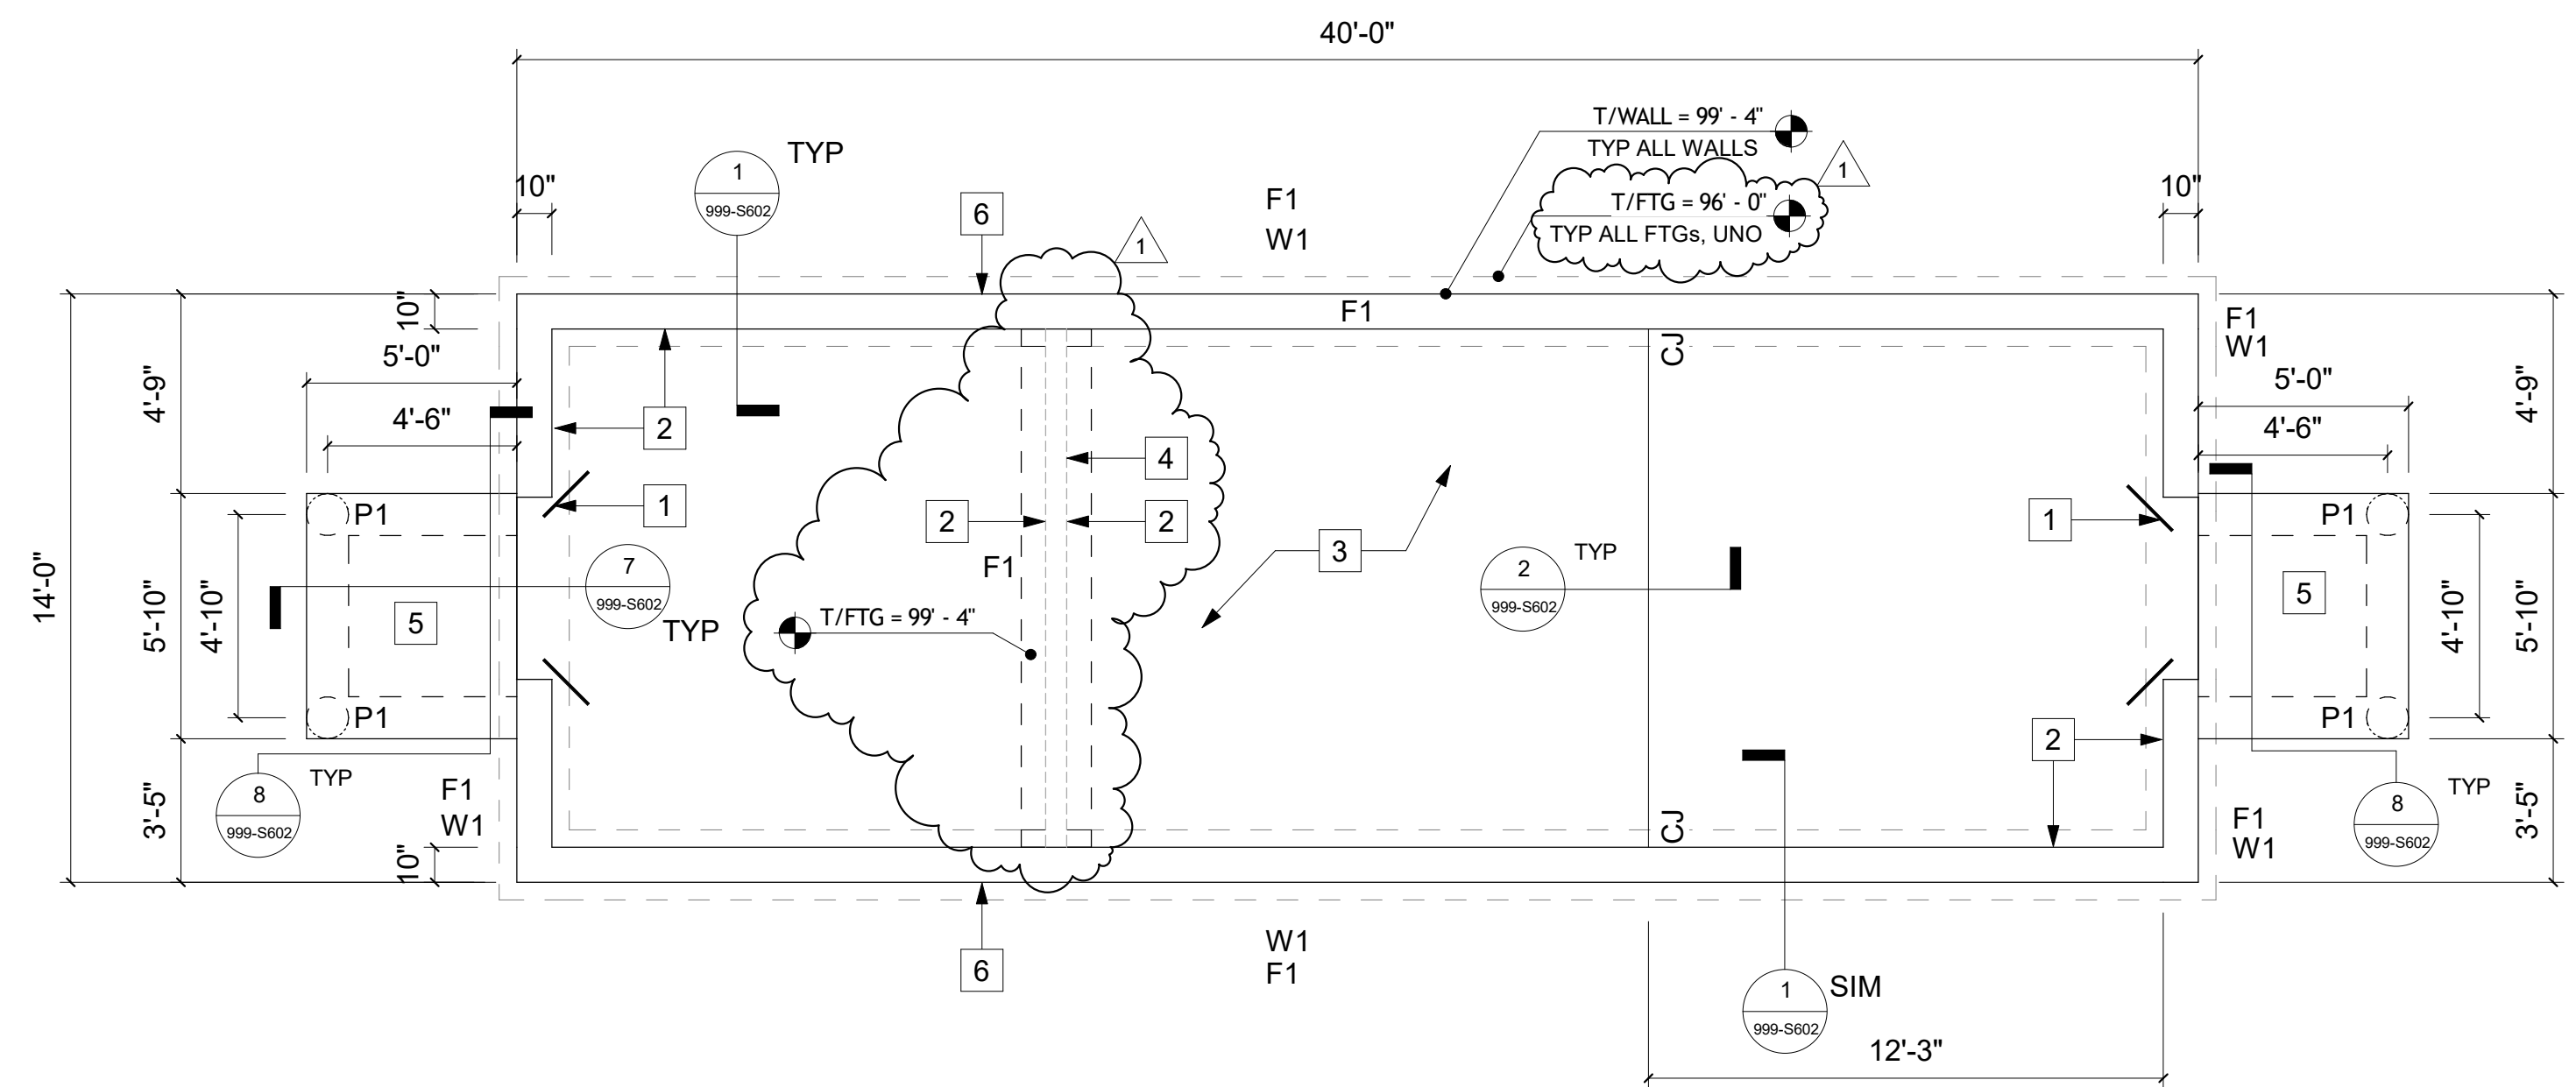 40'-0"
T/WALL = 99' - 4"
TYP ALL WALLS
1
T/FTG = 96' - 0"
TYP ALL FTGs, UNO
1
999-S602
TYP
10"
10"
6
F1
W1
1
10"
F1
CJ
F1
W1
5'-0"
4'-6"
4'-9"
2
4
5'-0"
4'-6"
4'-9"
P1
1
2
2
3
1
P1
14'-0"
5'-10"
4'-10"
5
7
999-S602
TYP
F1
T/FTG = 99' - 4"
2
999-S602
TYP
5
4'-10"
5'-10"
P1
2
P1
3'-5"
8
999-S602
TYP
F1
W1
10"
CJ
F1
W1
8
999-S602
TYP
3'-5"
6
W1
F1
1
999-S602
SIM
12'-3"